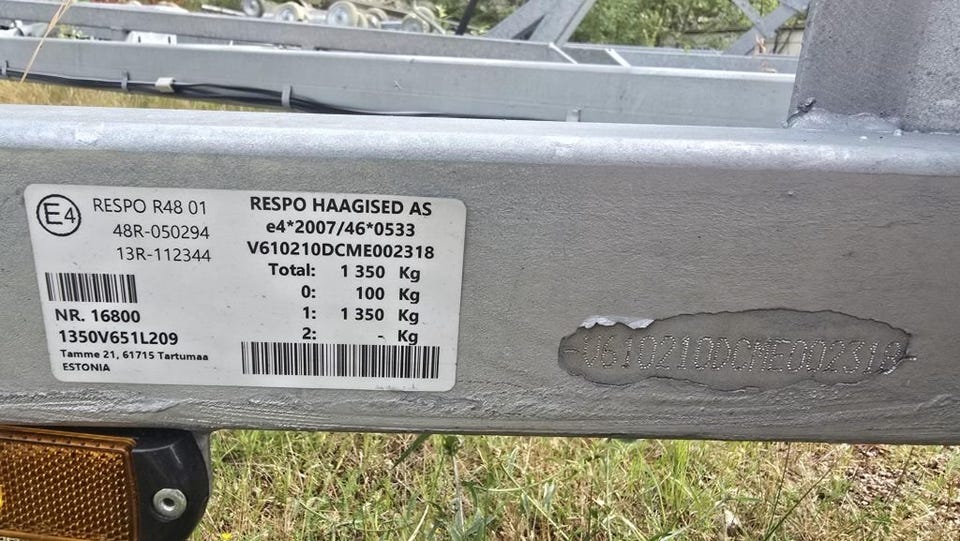 E4
RESPO R48 01
48R-050294
13R-112344
NR. 16800
1350V651L209
Tamme 21, 61715 Tartumaa
ESTONIA
RESPO HAAGISED AS
e4*2007/46*0533
V610210DCME002318
Total: 1 350 Kg
0: 100 Kg
1: 1 350 Kg
2: - Kg
-V610210DCME002318-